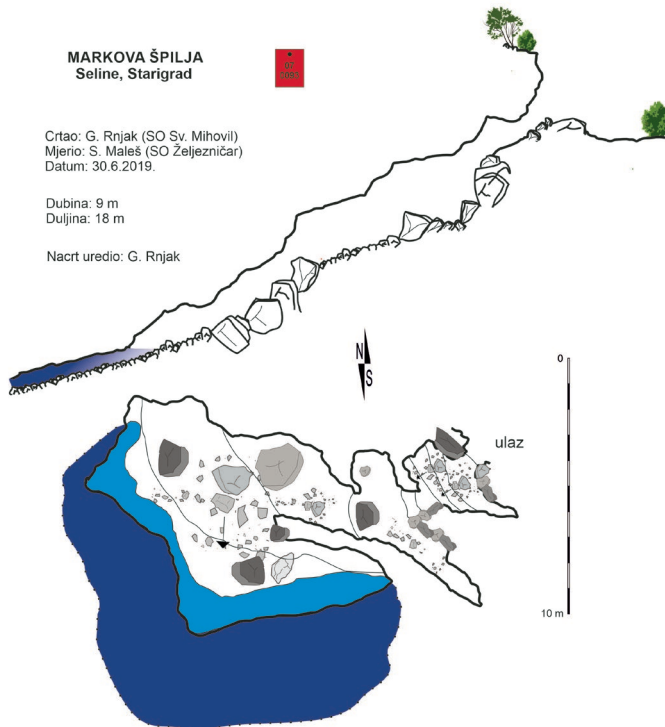 MARKOVA ŠPILJA
Seline, Starigrad
Crtao: G. Rnjak (SO Sv. Mihovil)
Mjerio: S. Maleš (SO Željezničar)
Datum: 30.6.2019.
Dubina: 9 m
Duljina: 18 m
Nacrt uredio: G. Rnjak
N
S
0
ulaz
10 m